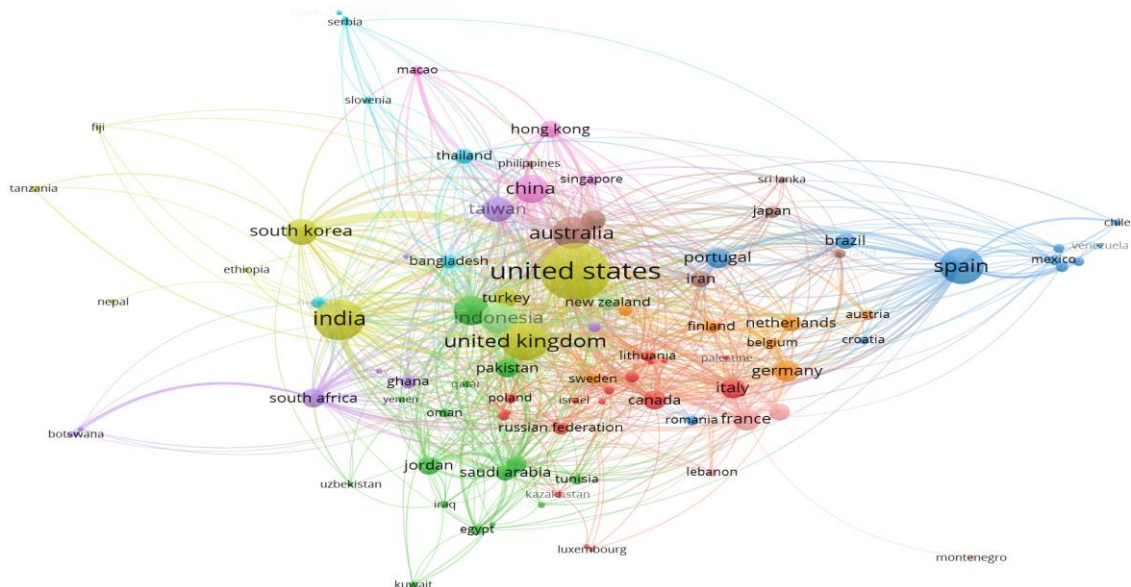 serbia
macao
slovenia
hong kong
fiji
thailand
philippines
china
singapore
sri lanka
tanzania
taiwan
japan
chile
south korea
australia
brazil
venezuela
bangladesh
united states
portugal
mexico
spain
ethiopia
iran
nepal
turkey
new zealand
india
indonesia
austria
finland
netherlands
united kingdom
croatia
belgium
lithuania
palestine
pakistan
germany
ghana
qatar
sweden
italy
south africa
yemen
poland
israel
canada
oman
romania
france
russian federation
botswana
jordan
saudi arabia
tunisia
lebanon
uzbekistan
kazakhstan
iraq
egypt
luxembourg
montenegro
kuwait